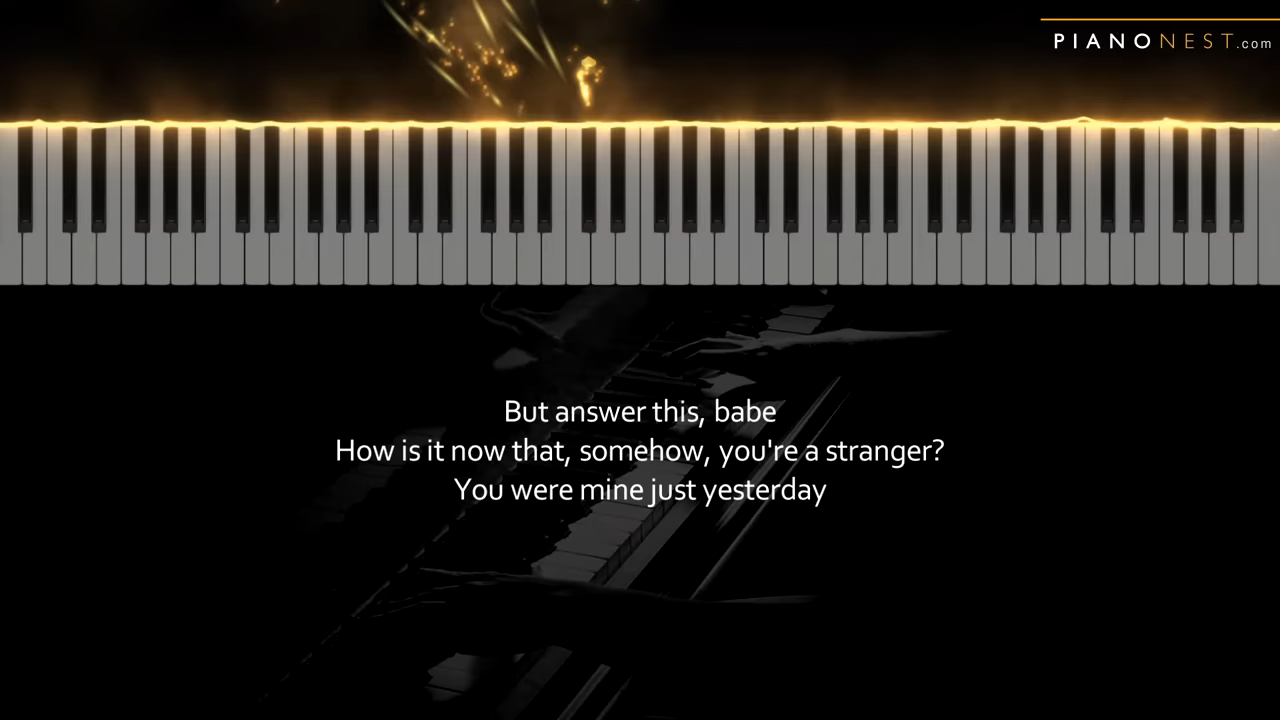 PIANONEST.com
But answer this, babe
How is it now that, somehow, you're a stranger?
You were mine just yesterday